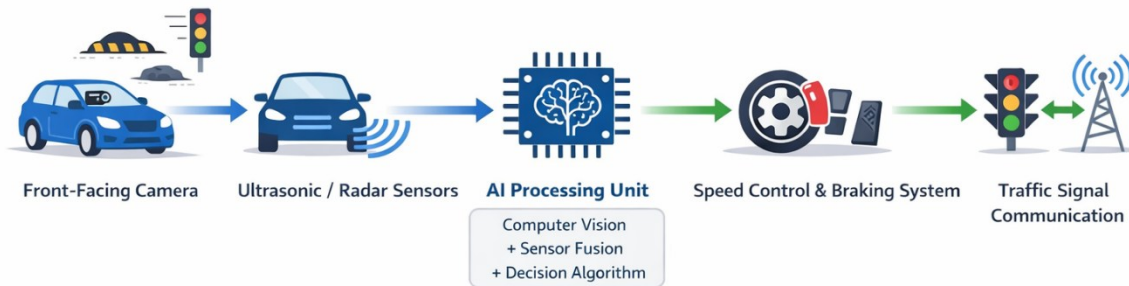 Front-Facing Camera
Ultrasonic / Radar Sensors
AI Processing Unit
Computer Vision
+ Sensor Fusion
+ Decision Algorithm
Speed Control & Braking System
Traffic Signal
Communication